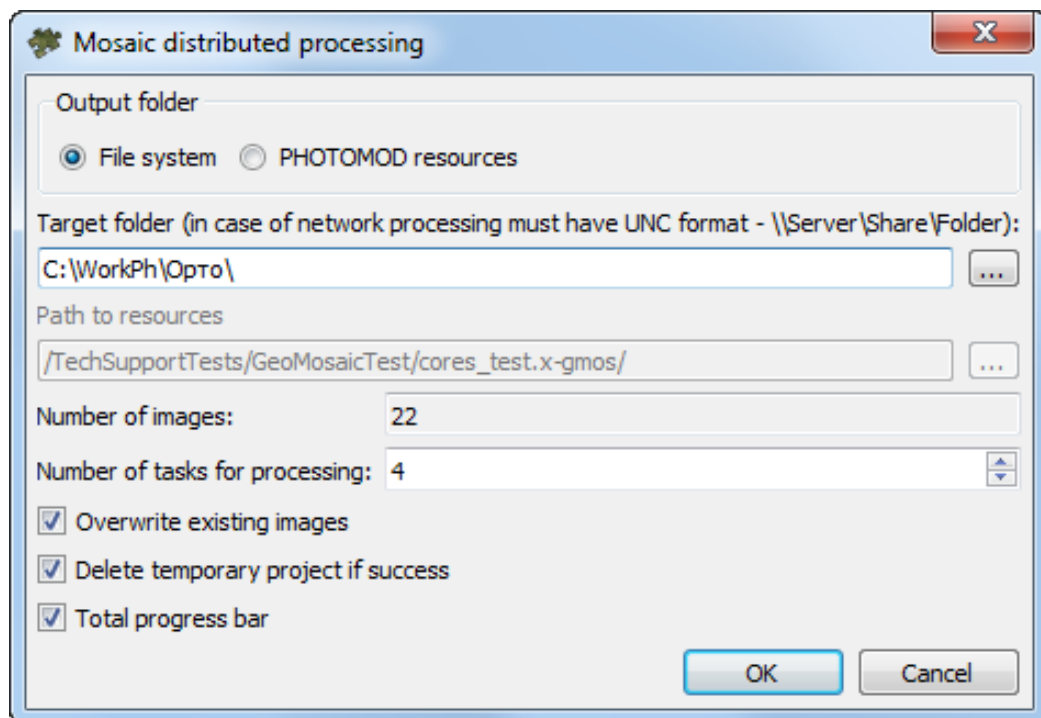 Mosaic distributed processing
Output folder
File system PHOTOMOD resources
Target folder (in case of network processing must have UNC format - \\Server\Share\Folder):
C:\WorkPh\Орто\ ...
Path to resources
/TechSupportTests/GeoMosaicTest/cores_test.x-gmos/ ...
Number of images: 22
Number of tasks for processing: 4
Overwrite existing images
Delete temporary project if success
Total progress bar
OK Cancel